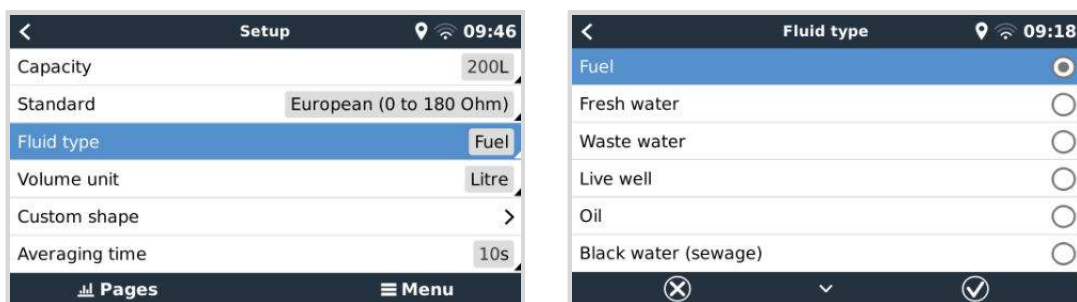 Setup 09:46
Capacity 200L
Standard European (0 to 180 Ohm)
Fluid type Fuel
Volume unit Litre
Custom shape
Averaging time 10s
Pages Menu
Fluid type 09:18
Fuel
Fresh water
Waste water
Live well
Oil
Black water (sewage)